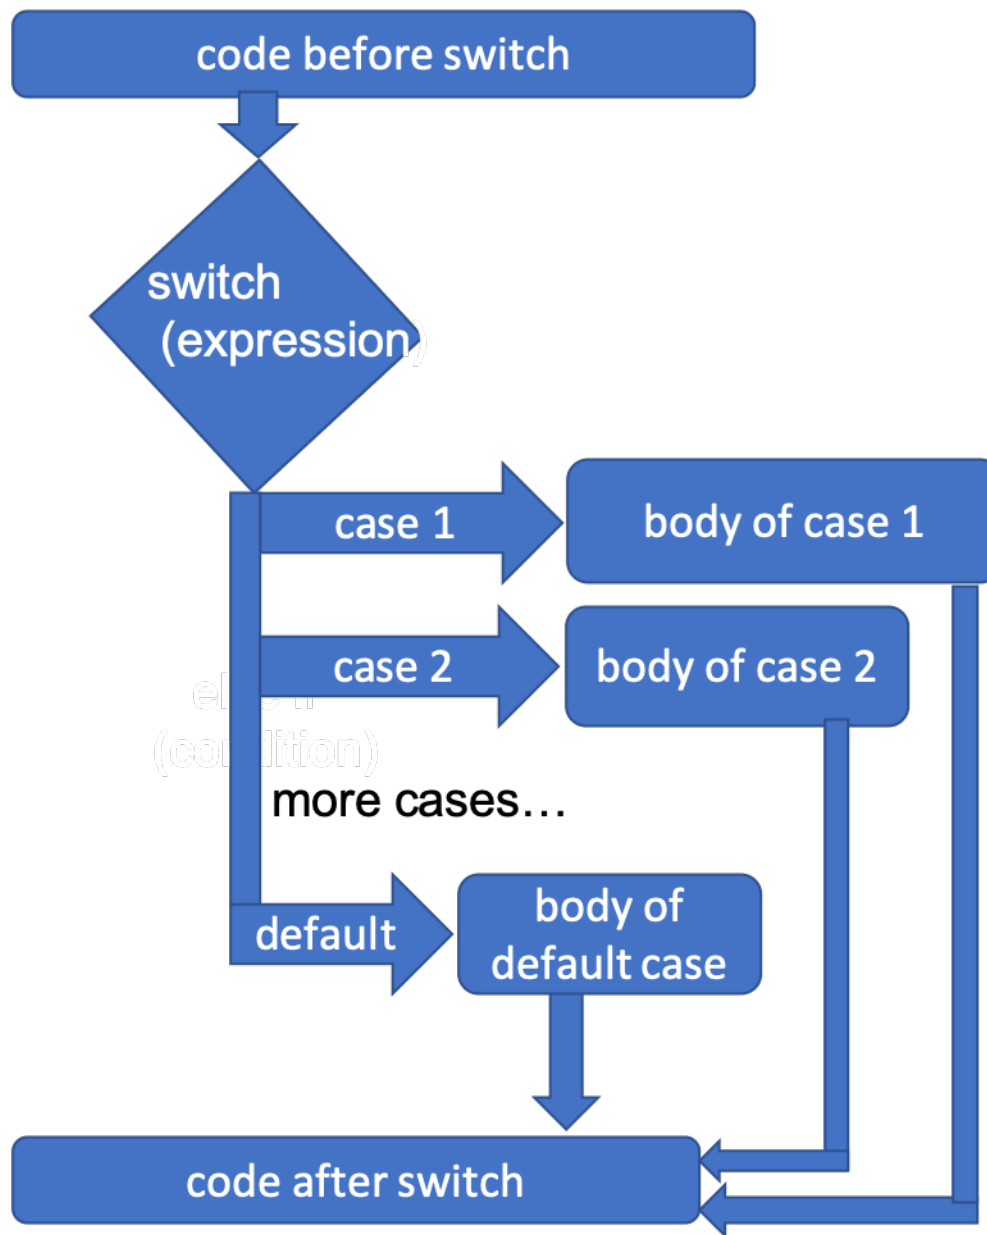 code before switch
switch
(expression)
case 1
body of case 1
case 2
body of case 2
(condition)
more cases…
default
body of
default case
code after switch